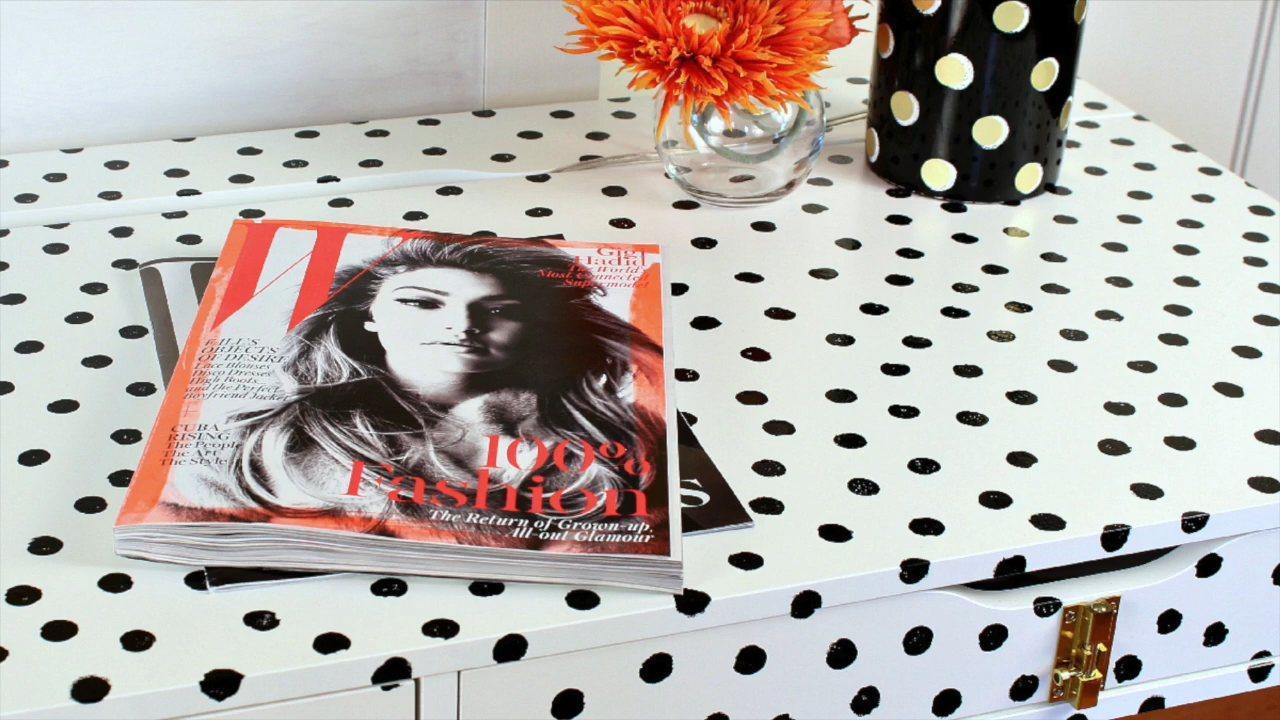 W
Gigi
Hadid
The World's
Most Connected
Supermodel
FALL'S
OBJECTS
OF DESIRE
Lace Blouses
Disco Dresses
High Boots
and the Perfect
Boyfriend Jacket
CUBA
RISING
The People
The Art
The Style
100%
Fashion
The Return of Grown-up,
All-out Glamour
S